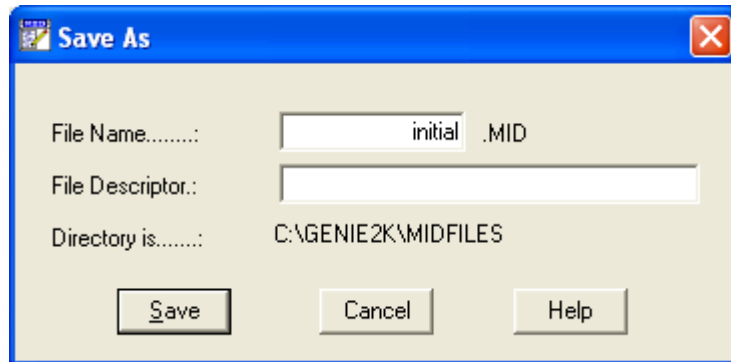 Save As
File Name........: initial .MID
File Descriptor.:
Directory is.......: C:\GENIE2K\MIDFILES
Save Cancel Help